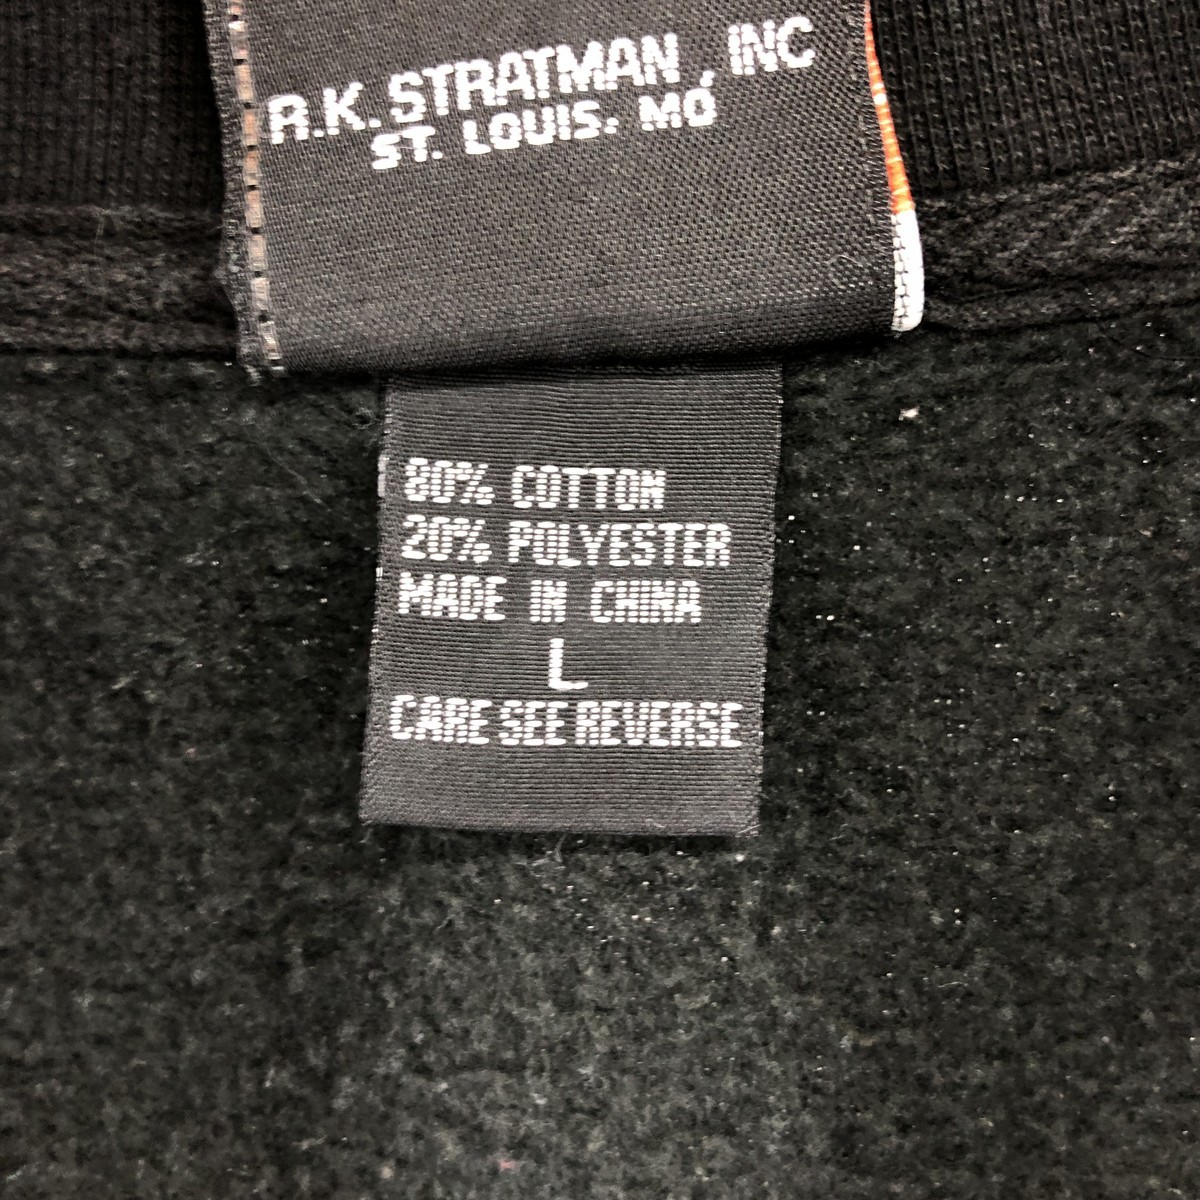 R.K. STRATMAN, INC
ST. LOUIS. MO
80% COTTON
20% POLYESTER
MADE IN CHINA
L
CARE SEE REVERSE